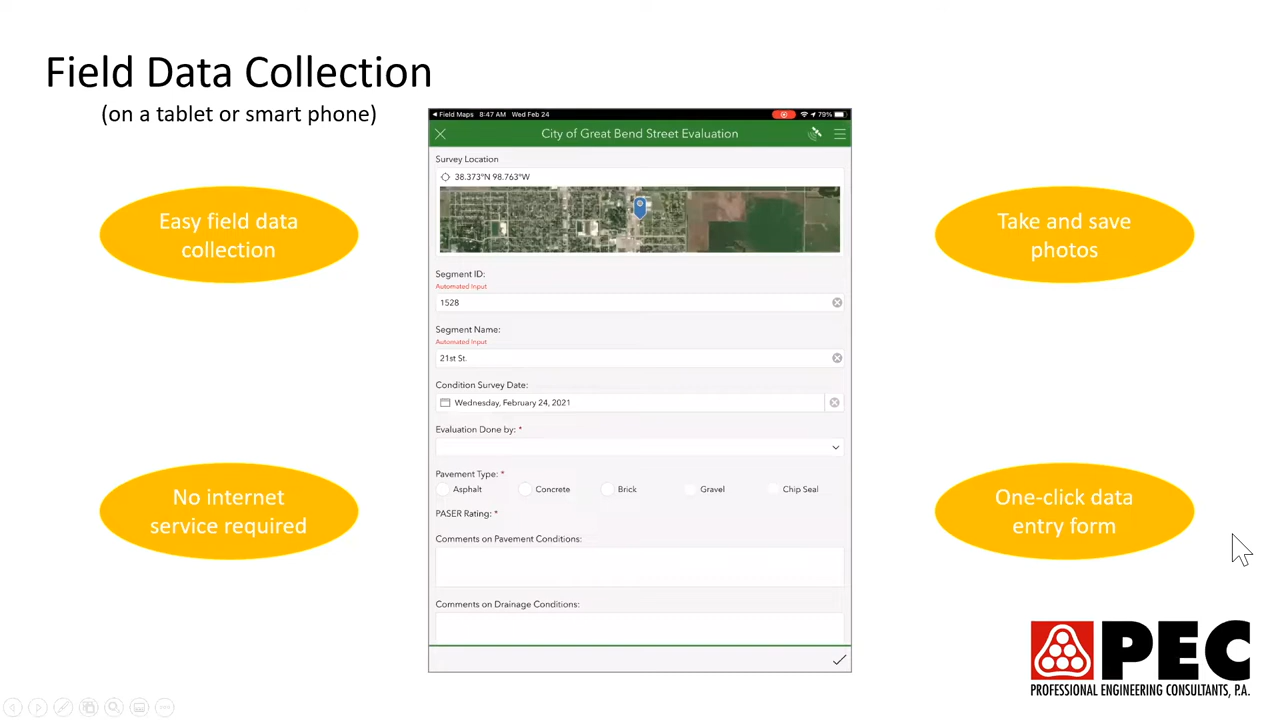 Field Data Collection
(on a tablet or smart phone)
Easy field data
collection
No internet
service required
Field Maps 8:47 AM Wed Feb 24 79%
City of Great Bend Street Evaluation
Survey Location
38.373°N 98.763°W
Segment ID:
Automated Input
1528
Segment Name:
Automated Input
21st St.
Condition Survey Date:
Wednesday, February 24, 2021
Evaluation Done by: *
Pavement Type: *
Asphalt Concrete Brick Gravel Chip Seal
PASER Rating: *
Comments on Pavement Conditions:
Comments on Drainage Conditions:
Take and save
photos
One-click data
entry form
PEC
PROFESSIONAL ENGINEERING CONSULTANTS, P.A.